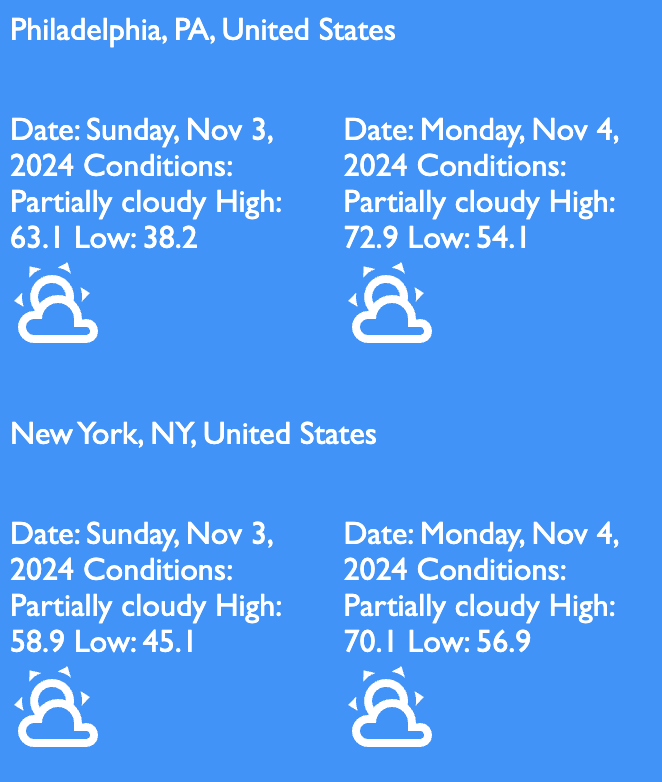 Philadelphia, PA, United States
Date: Sunday, Nov 3,
2024 Conditions:
Partially cloudy High:
63.1 Low: 38.2
Date: Monday, Nov 4,
2024 Conditions:
Partially cloudy High:
72.9 Low: 54.1
New York, NY, United States
Date: Sunday, Nov 3,
2024 Conditions:
Partially cloudy High:
58.9 Low: 45.1
Date: Monday, Nov 4,
2024 Conditions:
Partially cloudy High:
70.1 Low: 56.9